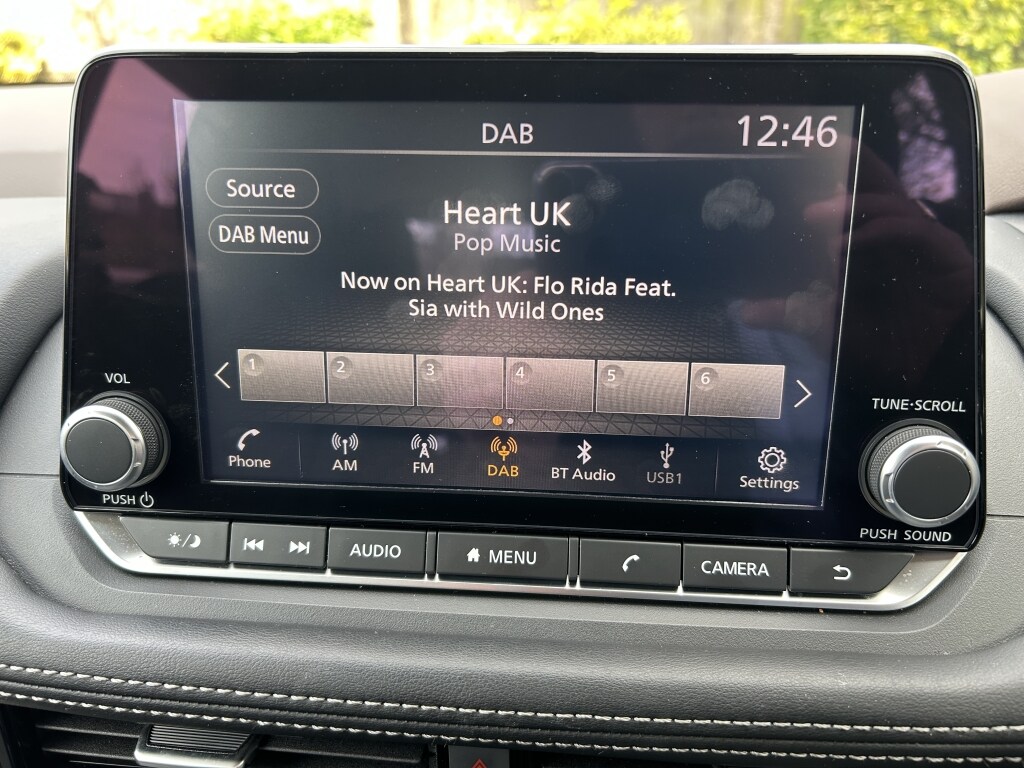 DAB
12:46
Source
DAB Menu
Heart UK
Pop Music
Now on Heart UK: Flo Rida Feat.
Sia with Wild Ones
1 2 3 4 5 6
VOL
TUNE·SCROLL
Phone AM FM DAB BT Audio USB1 Settings
PUSH
PUSH SOUND
AUDIO MENU CAMERA